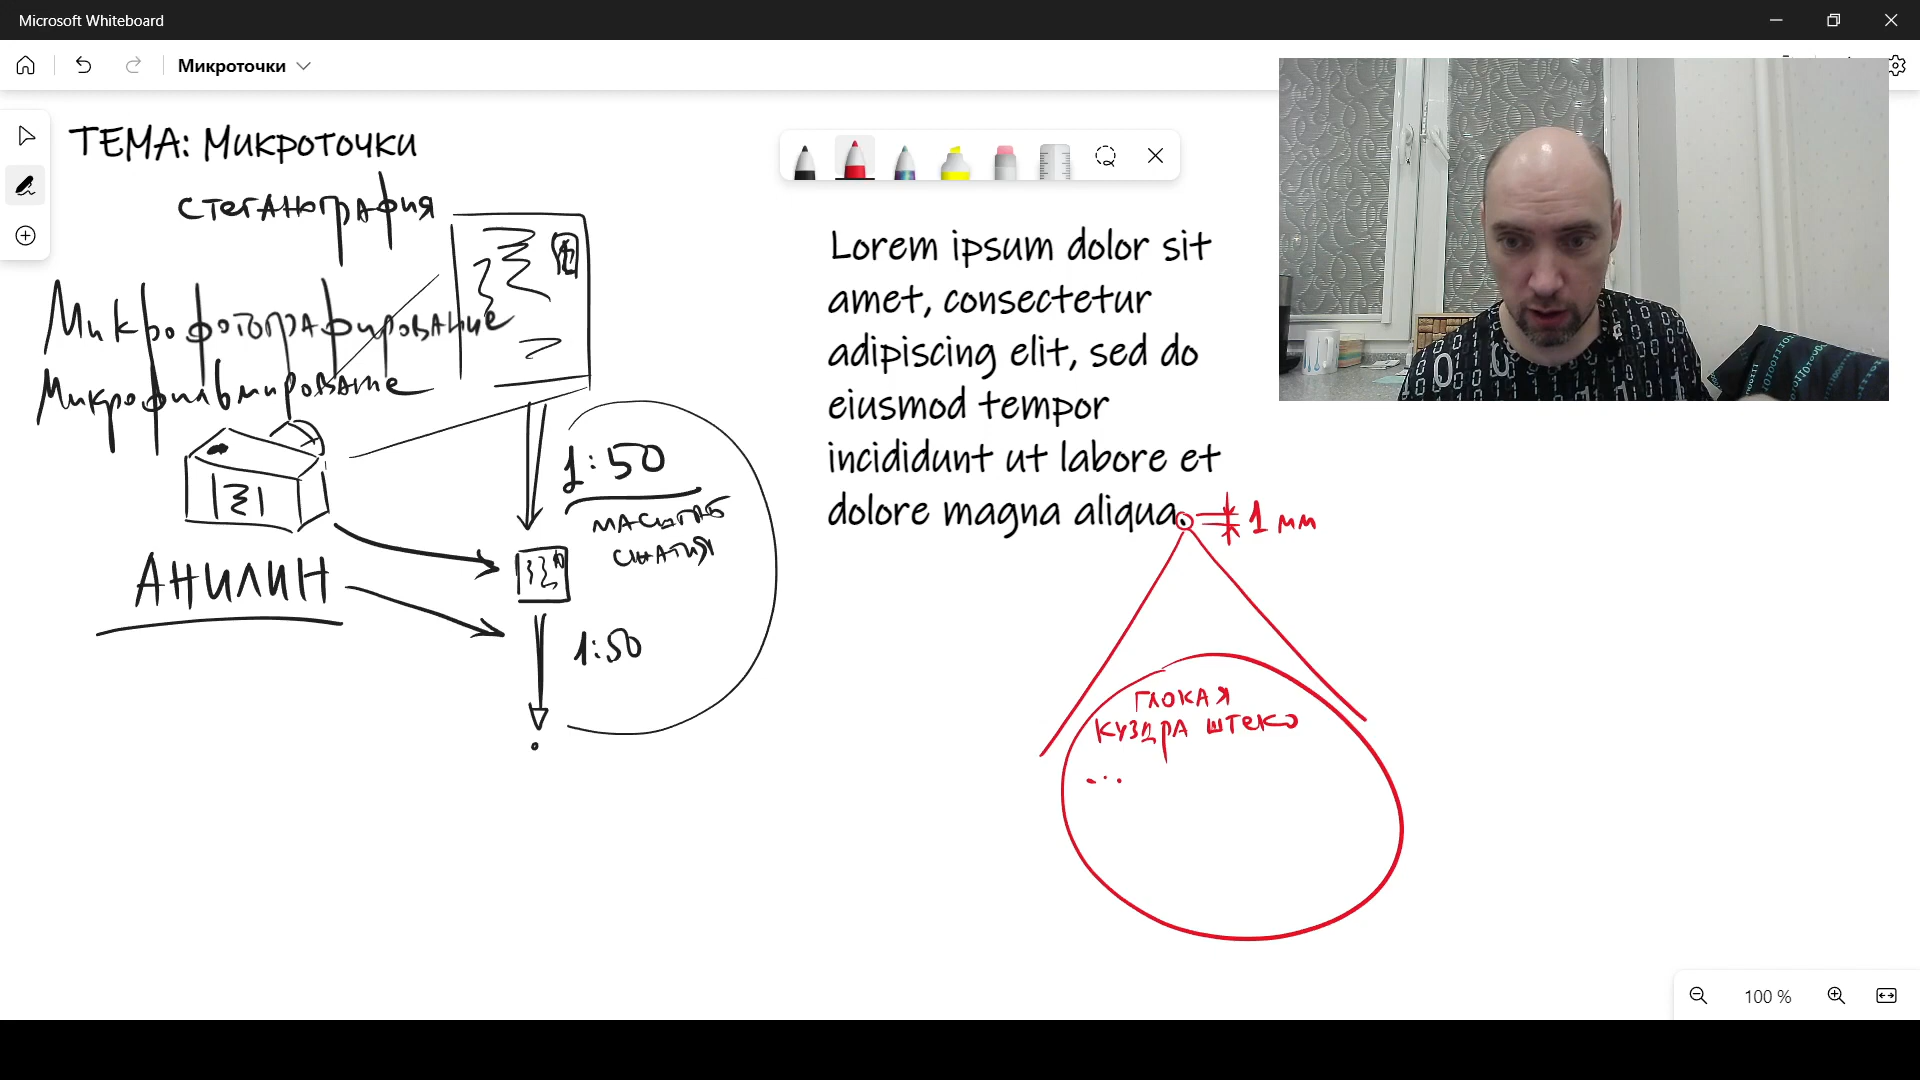 Microsoft Whiteboard
Микроточки
ТЕМА: Микроточки
стеганография
Микрофотографирование
Микрофильмирование
1:50
масштаб
снятия
АНИЛИН
1:50
Lorem ipsum dolor sit
amet, consectetur
adipiscing elit, sed do
eiusmod tempor
incididunt ut labore et
dolore magna aliqua.
1 мм
глокая
куздра штеко
...
100 %